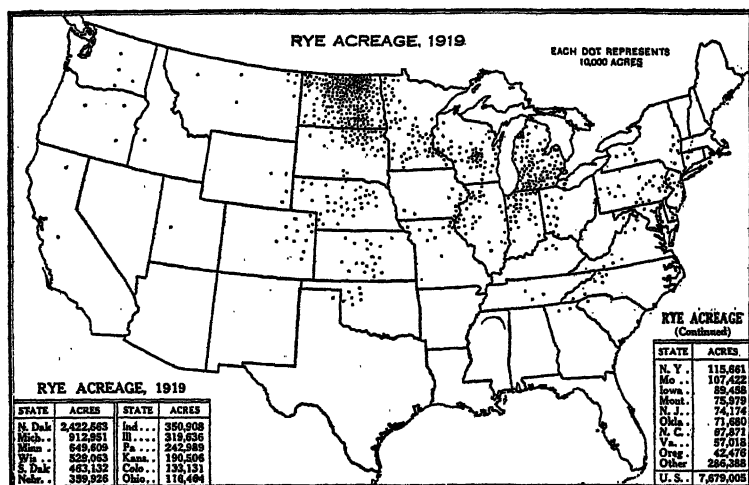 RYE ACREAGE, 1919
EACH DOT REPRESENTS
10,000 ACRES
RYE ACREAGE, 1919
STATE ACRES STATE ACRES
N. Dak 2,422,563 Ind... 350,908
Mich.. 912,951 Ill.... 319,636
Minn. 649,609 Pa... 242,989
Wis.. 529,063 Kans.. 190,506
S. Dak 463,132 Colo.. 133,131
Nebr.. 359,926 Ohio.. 116,494
RYE ACREAGE
(Continued)
STATE ACRES
N. Y. 115,661
Mo.. 107,422
Iowa.. 89,458
Mont. 75,979
N. J.. 74,174
Okla. 71,680
N. C. 67,871
Va... 57,018
Oreg. 42,476
Other 286,388
U. S.. 7,679,005